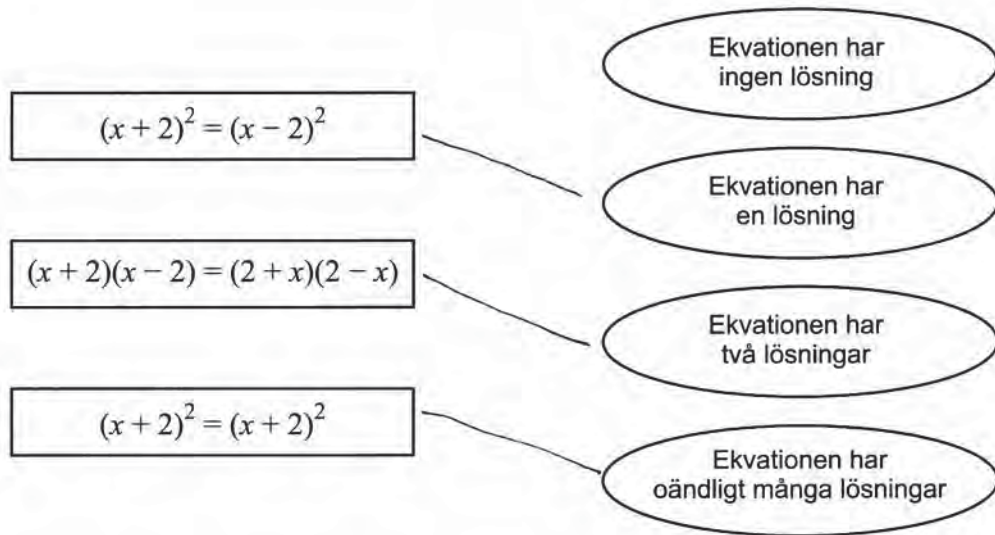 Ekvationen har
ingen lösning
(x + 2)² = (x − 2)²
Ekvationen har
en lösning
(x + 2)(x − 2) = (2 + x)(2 − x)
Ekvationen har
två lösningar
(x + 2)² = (x + 2)²
Ekvationen har
oändligt många lösningar